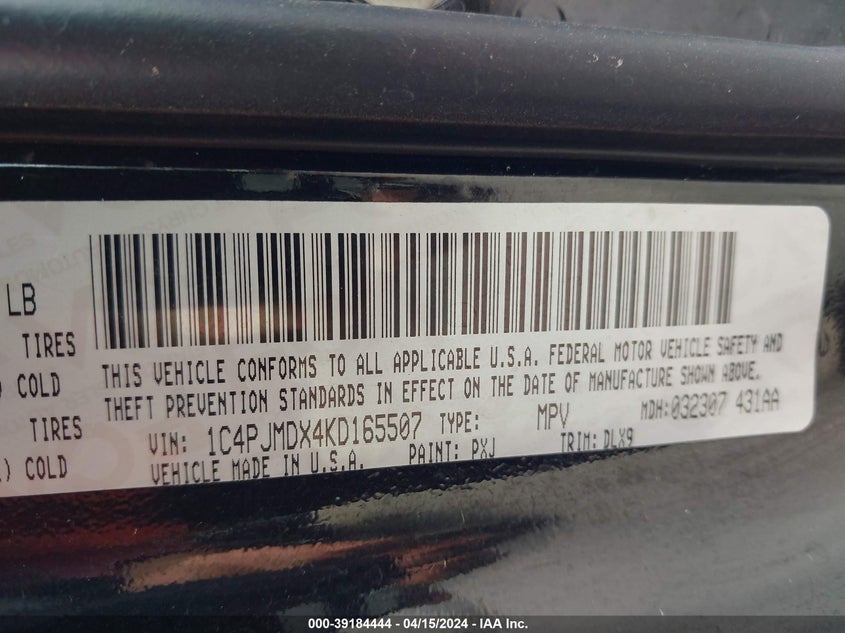 LB
TIRES
) COLD
TIRES
) COLD
THIS VEHICLE CONFORMS TO ALL APPLICABLE U.S.A. FEDERAL MOTOR VEHICLE SAFETY AND
THEFT PREVENTION STANDARDS IN EFFECT ON THE DATE OF MANUFACTURE SHOWN ABOVE.
VIN: 1C4PJMDX4KD165507 TYPE: MPV MDH: 032307 431AA
VEHICLE MADE IN U.S.A. PAINT: PXJ TRIM: DLX9
000-39184444 - 04/15/2024 - IAA Inc.